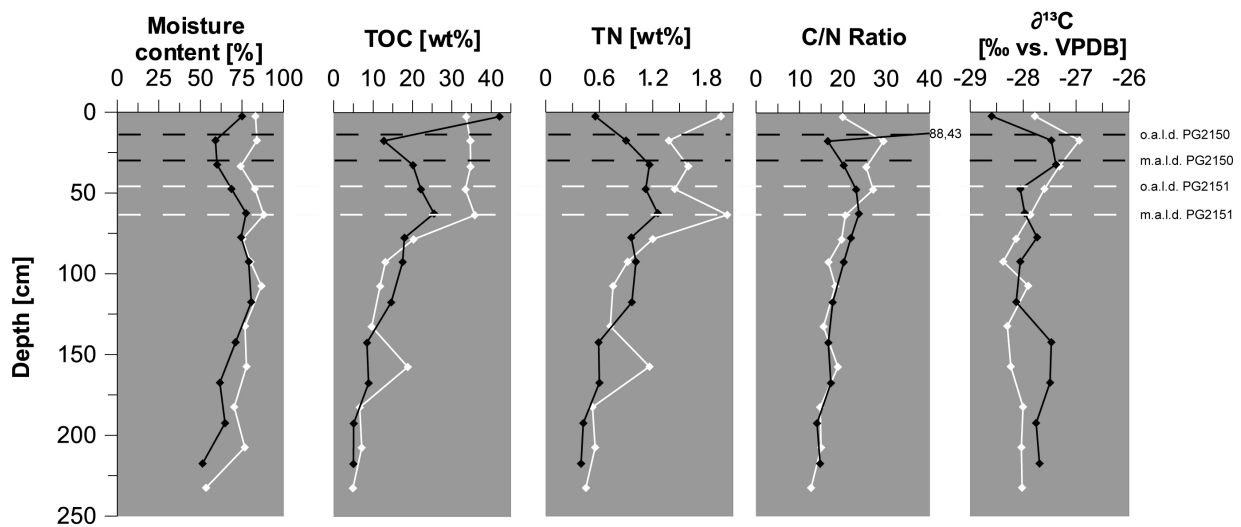 Moisture
content [%]
TOC [wt%]
TN [wt%]
C/N Ratio
∂¹³C
[‰ vs. VPDB]
0 25 50 75 100
0 10 20 30 40
0 0.6 1.2 1.8
0 10 20 30 40
-29 -28 -27 -26
0
50
100
150
200
250
Depth [cm]
88,43
o.a.l.d. PG2150
m.a.l.d. PG2150
o.a.l.d. PG2151
m.a.l.d. PG2151